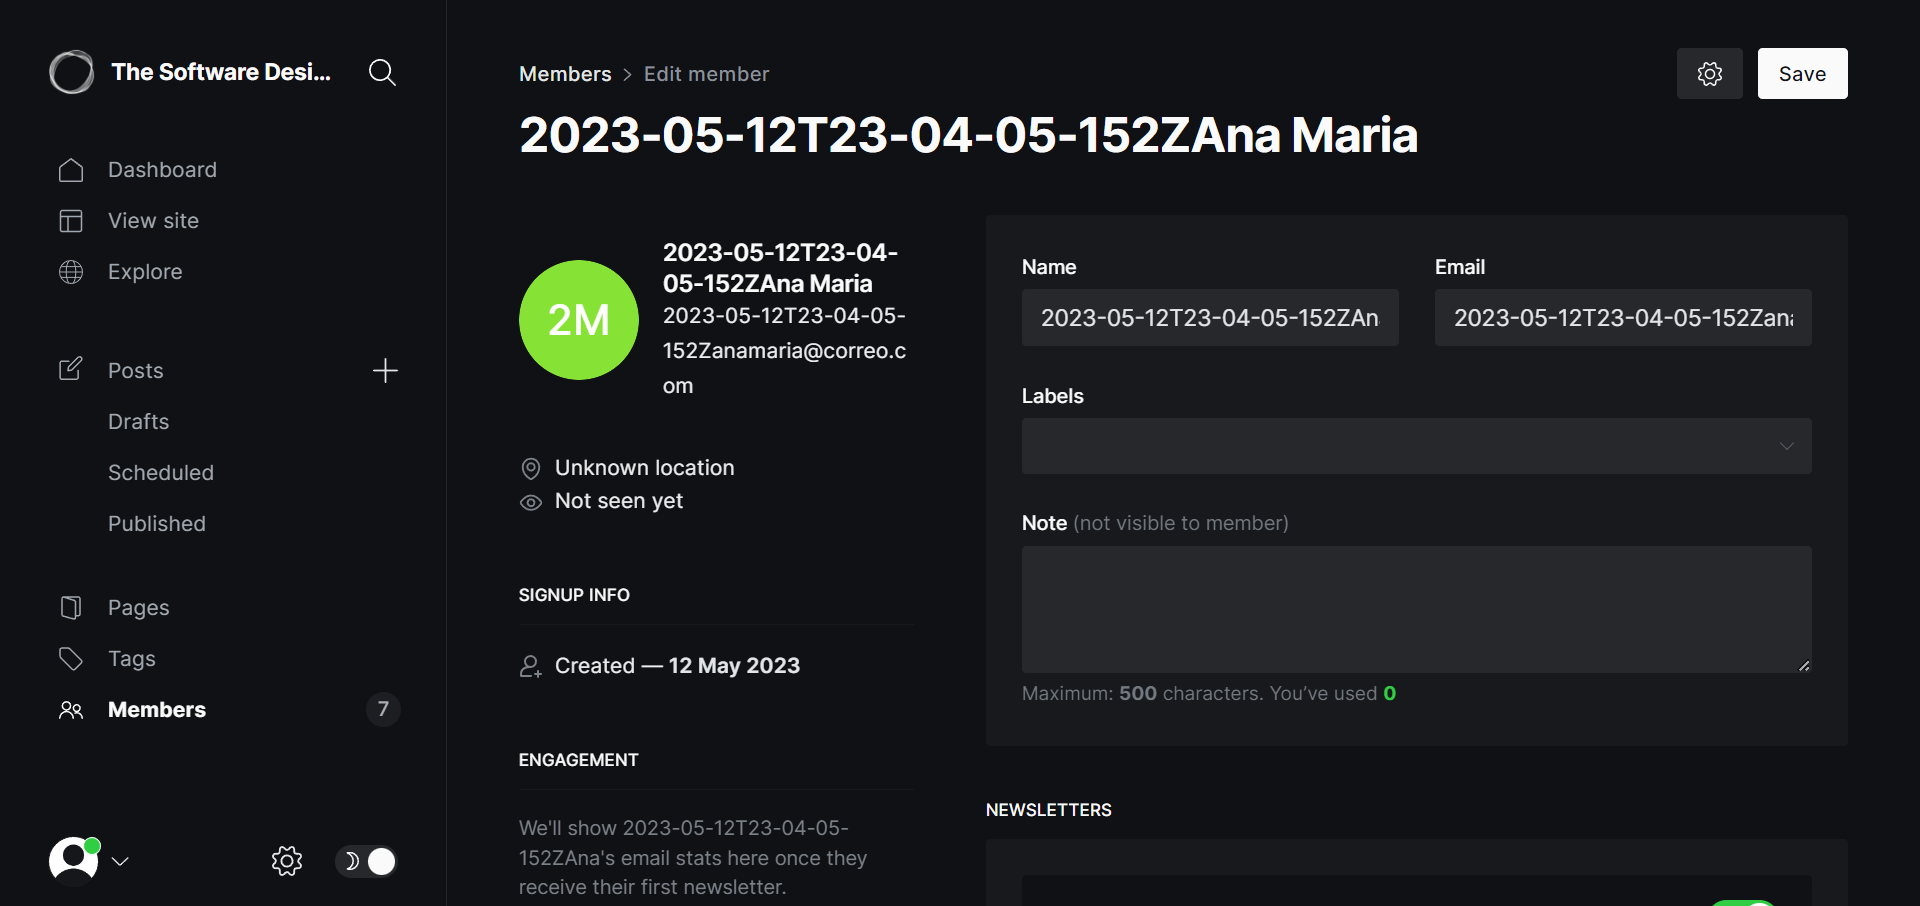 The Software Desi...
Dashboard
View site
Explore
Posts
Drafts
Scheduled
Published
Pages
Tags
Members
7
Members > Edit member
Save
2023-05-12T23-04-05-152ZAna Maria
2M
2023-05-12T23-04-
05-152ZAna Maria
2023-05-12T23-04-05-
152Zanamaria@correo.c
om
Unknown location
Not seen yet
SIGNUP INFO
Created — 12 May 2023
ENGAGEMENT
We'll show 2023-05-12T23-04-05-
152ZAna's email stats here once they
receive their first newsletter.
Name
2023-05-12T23-04-05-152ZAn
Email
2023-05-12T23-04-05-152Zana
Labels
Note (not visible to member)
Maximum: 500 characters. You’ve used 0
NEWSLETTERS